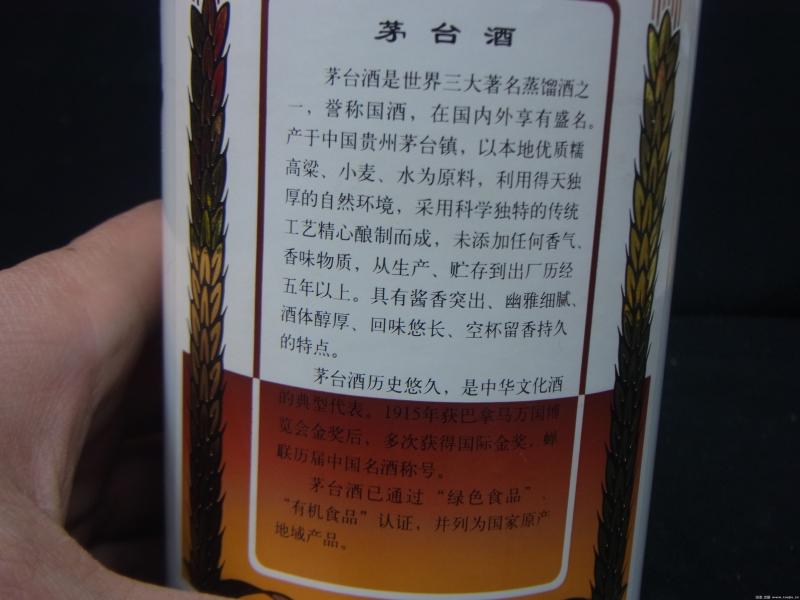 茅台酒
茅台酒是世界三大著名蒸馏酒之
一，誉称国酒，在国内外享有盛名。
产于中国贵州茅台镇，以本地优质糯
高粱、小麦、水为原料，利用得天独
厚的自然环境，采用科学独特的传统
工艺精心酿制而成，未添加任何香气、
香味物质，从生产、贮存到出厂历经
五年以上。具有酱香突出、幽雅细腻、
酒体醇厚、回味悠长、空杯留香持久
的特点。
茅台酒历史悠久，是中华文化酒
的典型代表。1915年获巴拿马万国博
览会金奖后，多次获得国际金奖，蝉
联历届中国名酒称号。
茅台酒已通过“绿色食品”、
“有机食品”认证，并列为国家原产
地域产品。